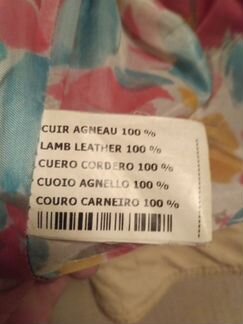 CUIR AGNEAU 100 %
LAMB LEATHER 100 %
CUERO CORDERO 100 %
CUOIO AGNELLO 100 %
COURO CARNEIRO 100 %